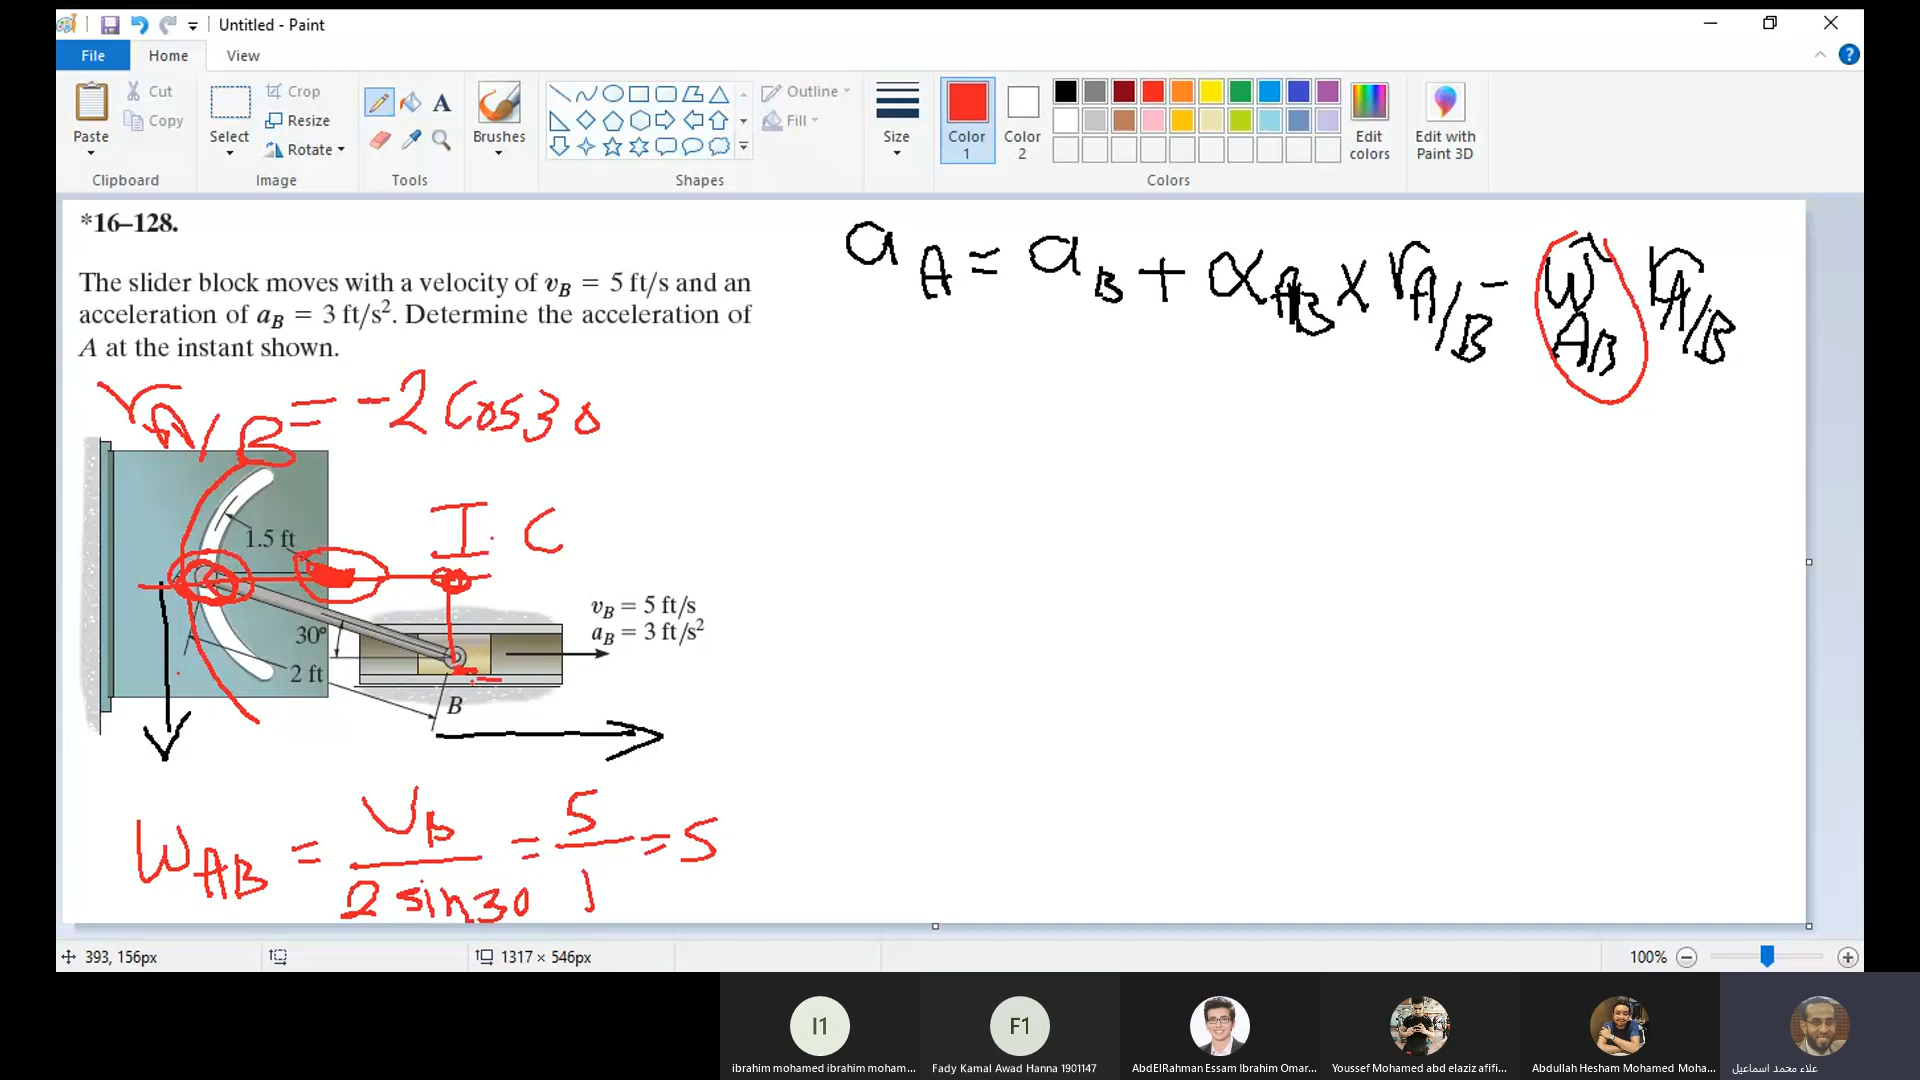 Untitled - Paint
File Home View
Paste
Cut
Copy
Clipboard
Select
Crop
Resize
Rotate
Image
A
Tools
Brushes
Outline
Fill
Shapes
Size
Color 1
Color 2
Edit colors
Colors
Edit with Paint 3D
*16–128.
The slider block moves with a velocity of vB = 5 ft/s and an
acceleration of aB = 3 ft/s². Determine the acceleration of
A at the instant shown.
aA = aB + αAB × rA/B - ω²AB rA/B
rA/B = -2 cos30
I.C
1.5 ft
30°
2 ft
B
vB = 5 ft/s
aB = 3 ft/s²
WAB = VB / 2 sin30 = 5 / 1 = 5
393, 156px
1317 × 546px
100%
I1
F1
ibrahim mohamed ibrahim moham...
Fady Kamal Awad Hanna 1901147
AbdElRahman Essam Ibrahim Omar...
Youssef Mohamed abd elaziz afifi...
Abdullah Hesham Mohamed Moha...
علاء محمد اسماعيل